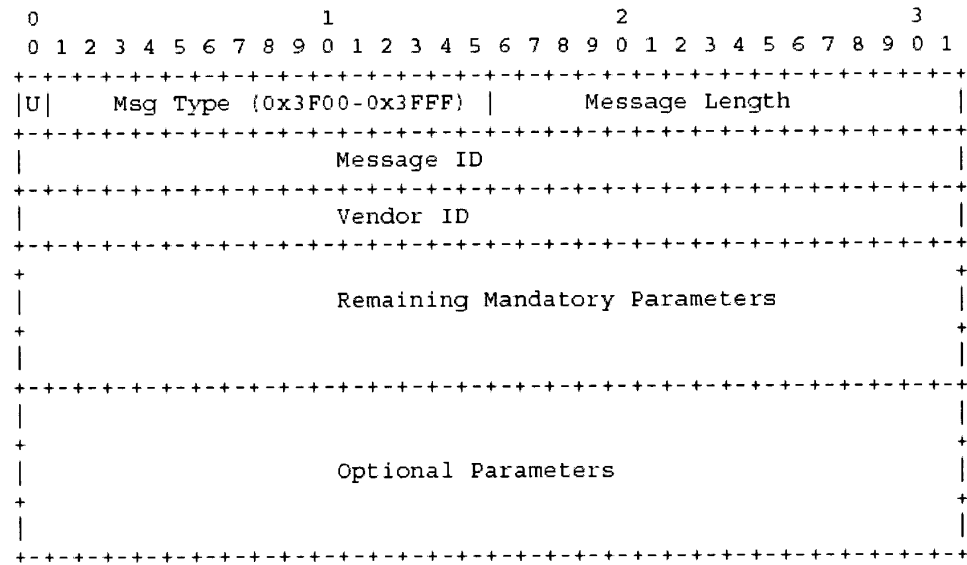 0                   1                   2                   3
 0 1 2 3 4 5 6 7 8 9 0 1 2 3 4 5 6 7 8 9 0 1 2 3 4 5 6 7 8 9 0 1
+-+-+-+-+-+-+-+-+-+-+-+-+-+-+-+-+-+-+-+-+-+-+-+-+-+-+-+-+-+-+-+-+
|U|    Msg Type (0x3F00-0x3FFF) |      Message Length           |
+-+-+-+-+-+-+-+-+-+-+-+-+-+-+-+-+-+-+-+-+-+-+-+-+-+-+-+-+-+-+-+-+
|                     Message ID                                |
+-+-+-+-+-+-+-+-+-+-+-+-+-+-+-+-+-+-+-+-+-+-+-+-+-+-+-+-+-+-+-+-+
|                     Vendor ID                                 |
+-+-+-+-+-+-+-+-+-+-+-+-+-+-+-+-+-+-+-+-+-+-+-+-+-+-+-+-+-+-+-+-+
+                                                               +
|                     Remaining Mandatory Parameters            |
+                                                               +
|                                                               |
+-+-+-+-+-+-+-+-+-+-+-+-+-+-+-+-+-+-+-+-+-+-+-+-+-+-+-+-+-+-+-+-+
|                                                               |
+                                                               +
|                     Optional Parameters                       |
+                                                               +
|                                                               |
+-+-+-+-+-+-+-+-+-+-+-+-+-+-+-+-+-+-+-+-+-+-+-+-+-+-+-+-+-+-+-+-+